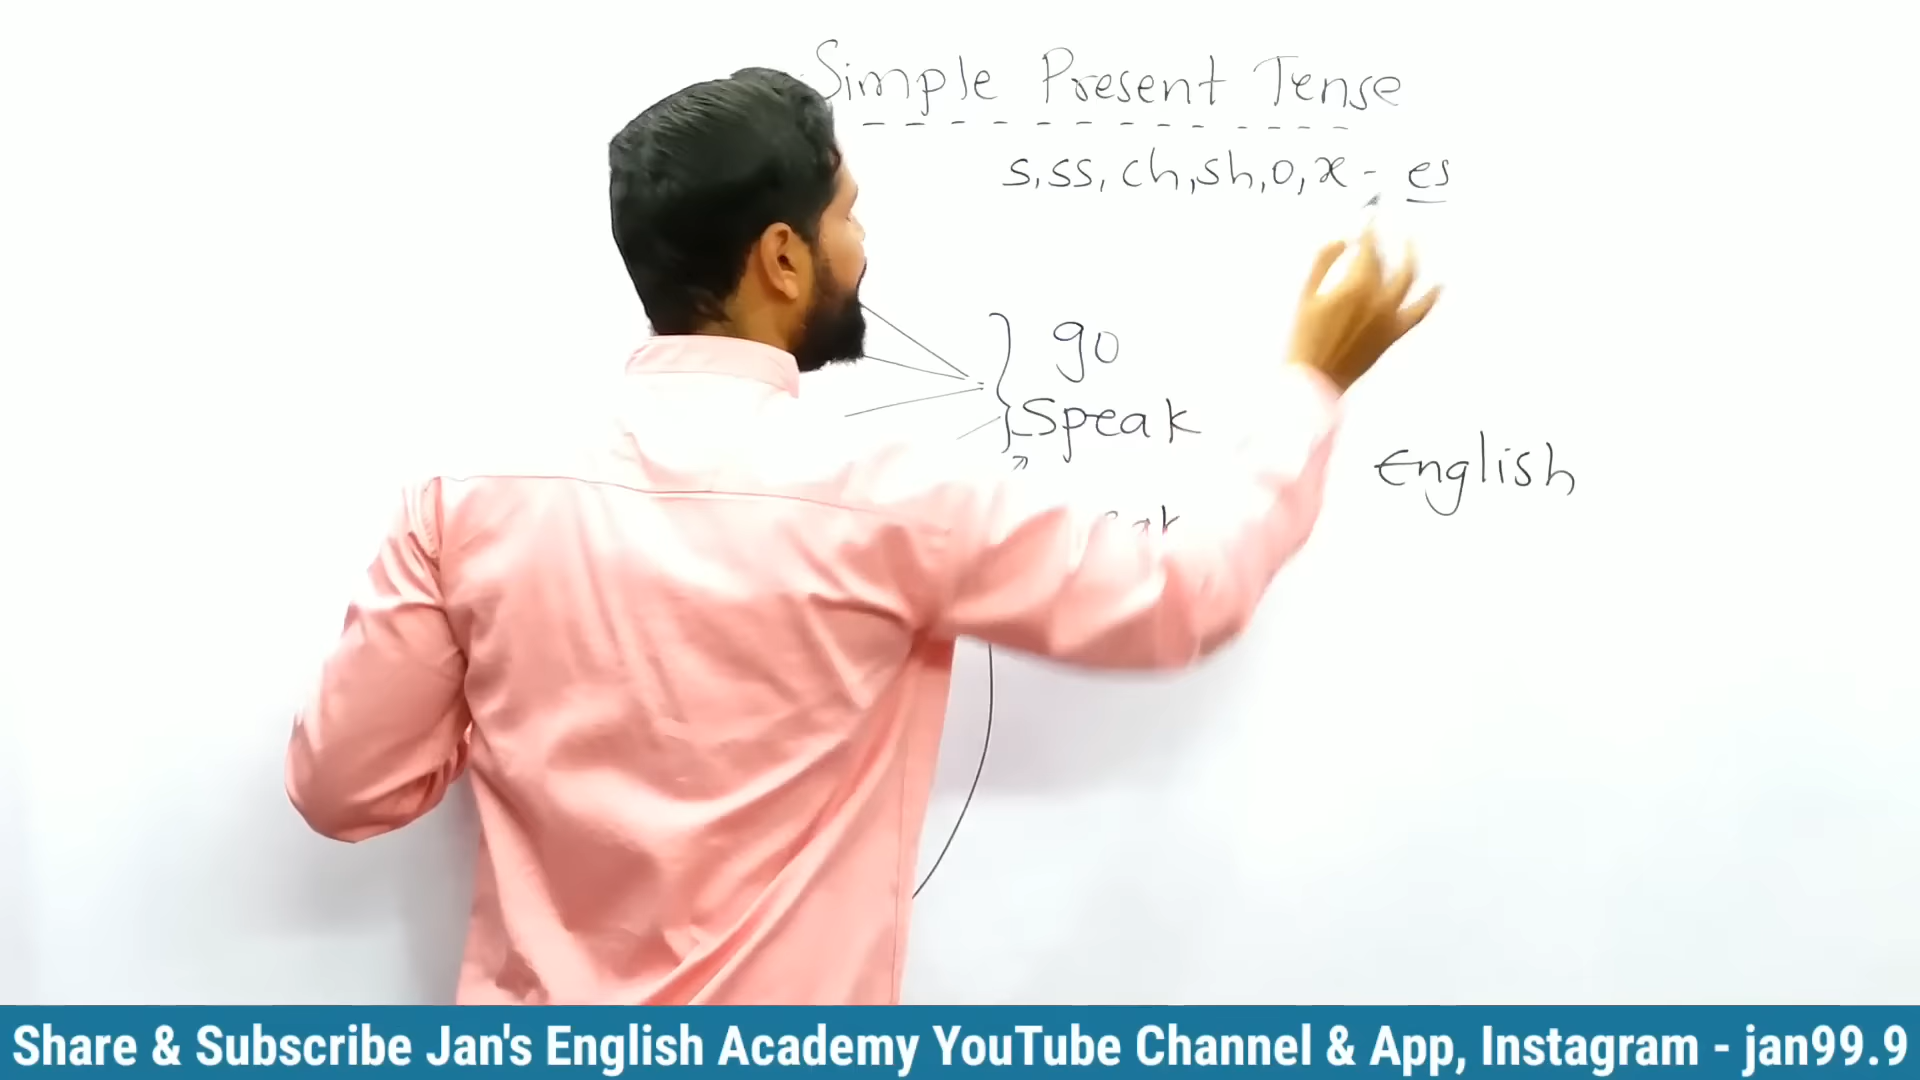 Simple Present Tense
s, ss, ch, sh, o, x - es
go
Speak
English
Share & Subscribe Jan's English Academy YouTube Channel & App, Instagram - jan99.9